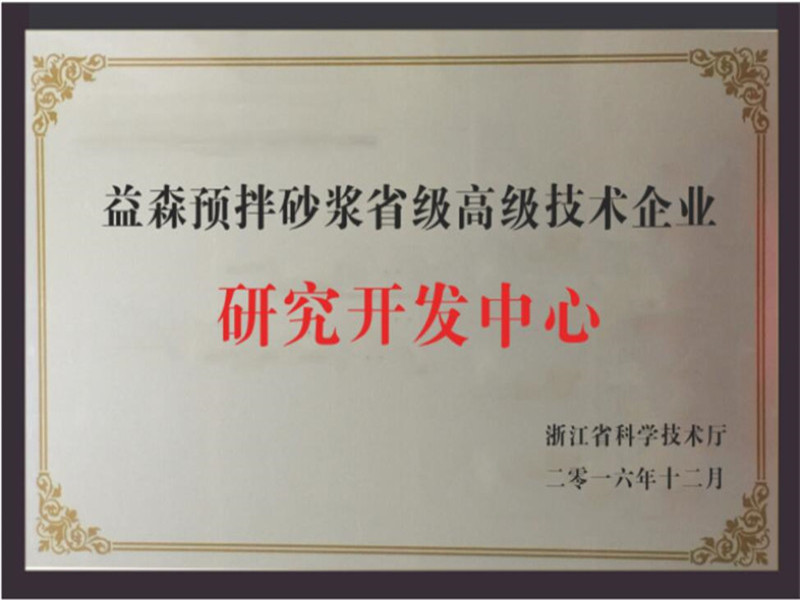 益森预拌砂浆省级高级技术企业
研究开发中心
浙江省科学技术厅
二零一六年十二月